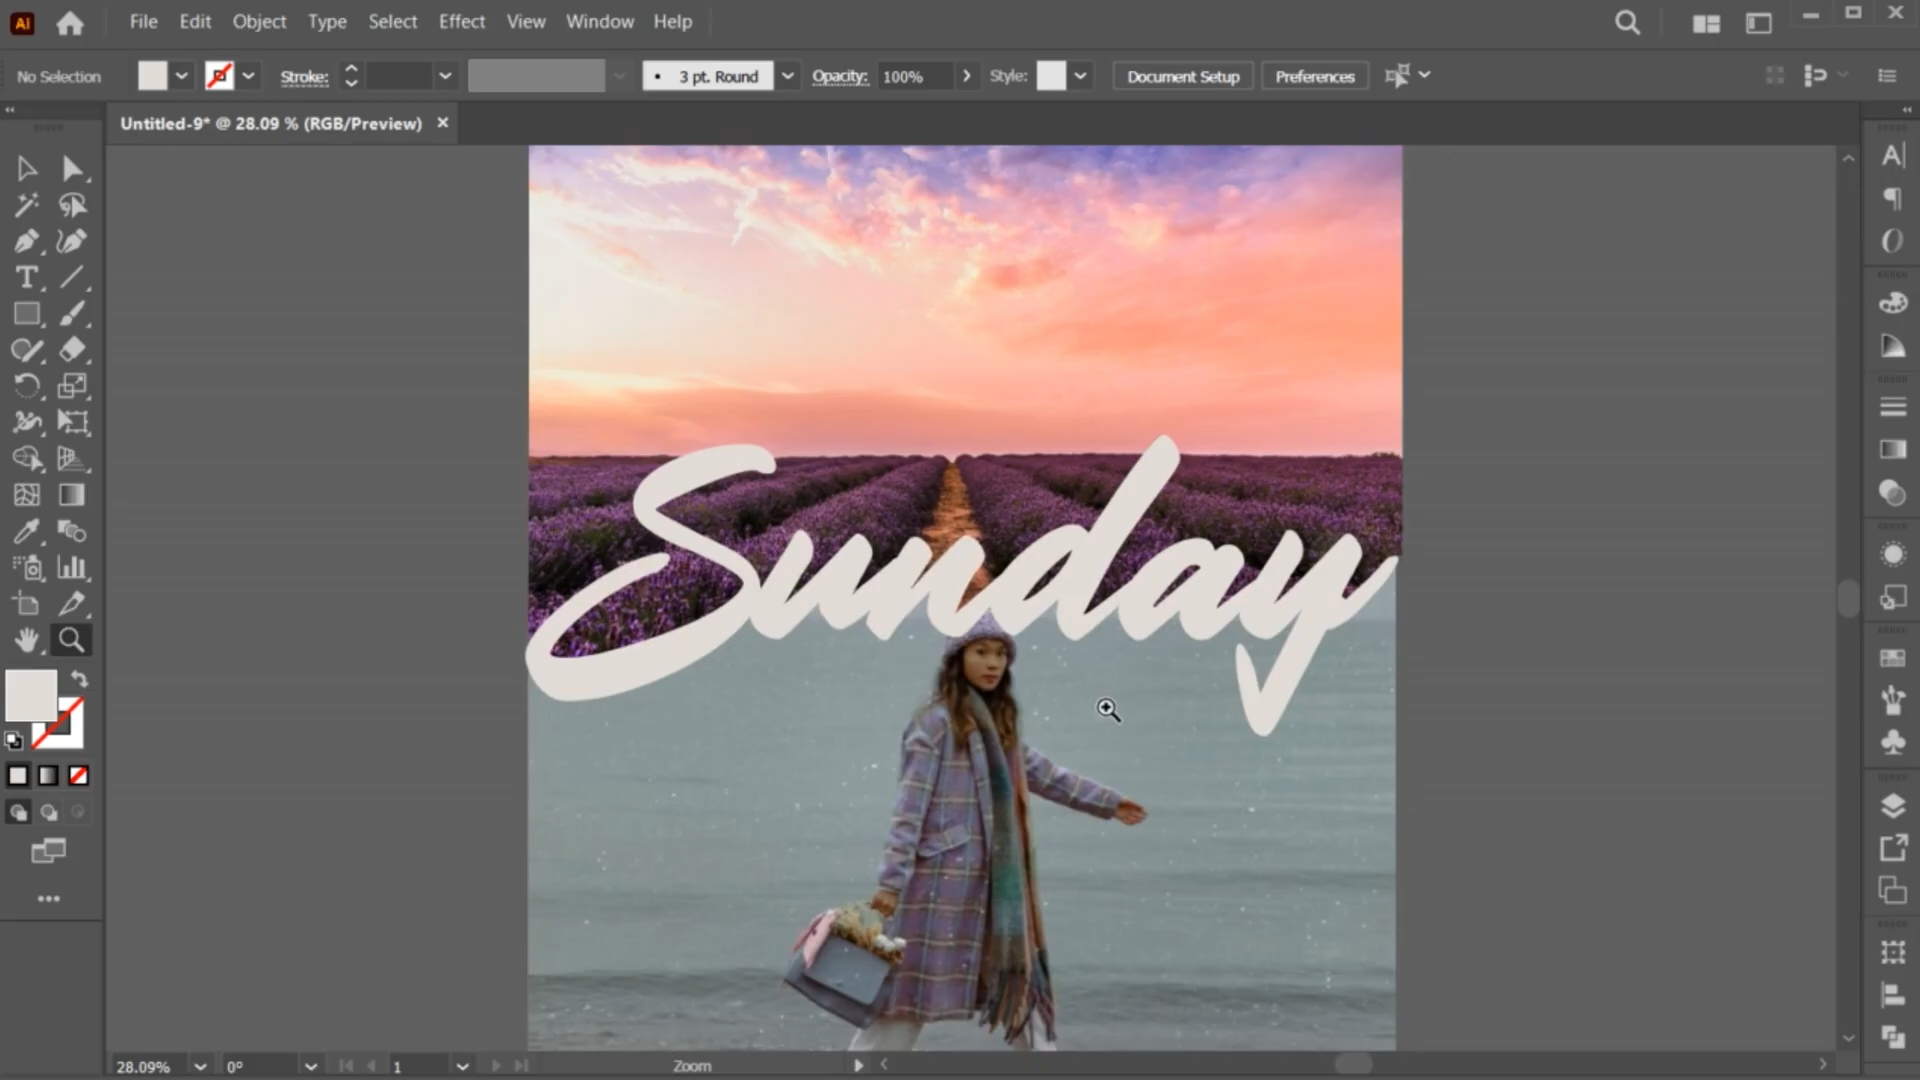 Ai
File Edit Object Type Select Effect View Window Help
No Selection Stroke: 3 pt. Round Opacity: 100% Style: Document Setup Preferences
Untitled-9* @ 28.09 % (RGB/Preview)
Sunday
28.09% 0° 1 Zoom